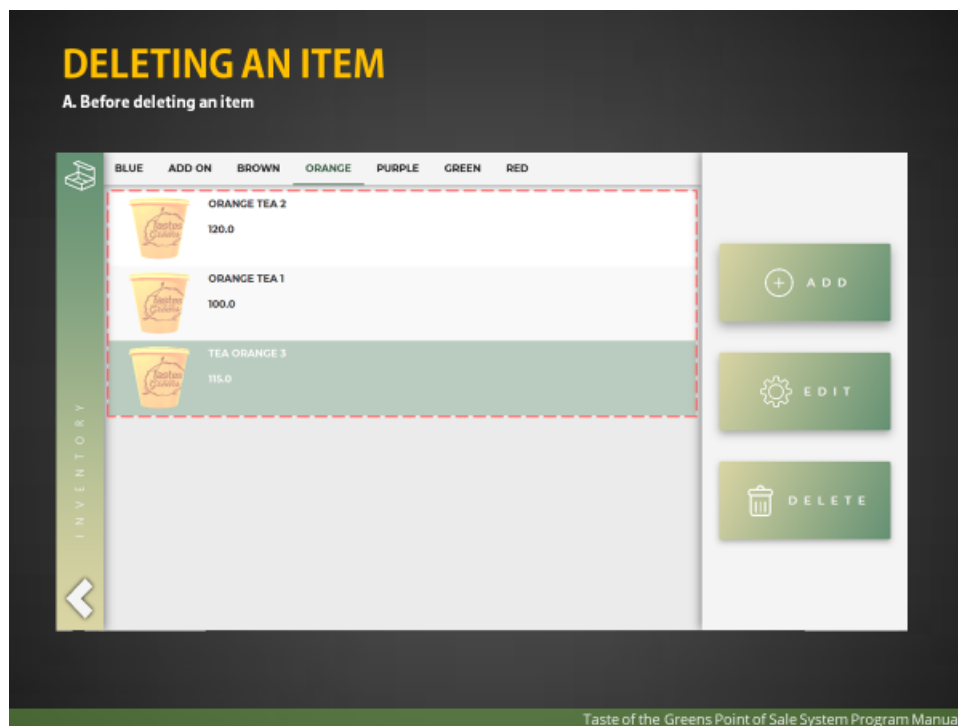 DELETING AN ITEM
A. Before deleting an item
BLUE ADD ON BROWN ORANGE PURPLE GREEN RED
ORANGE TEA 2
120.0
ORANGE TEA 1
100.0
TEA ORANGE 3
115.0
INVENTORY
ADD
EDIT
DELETE
Taste of the Greens Point of Sale System Program Manua